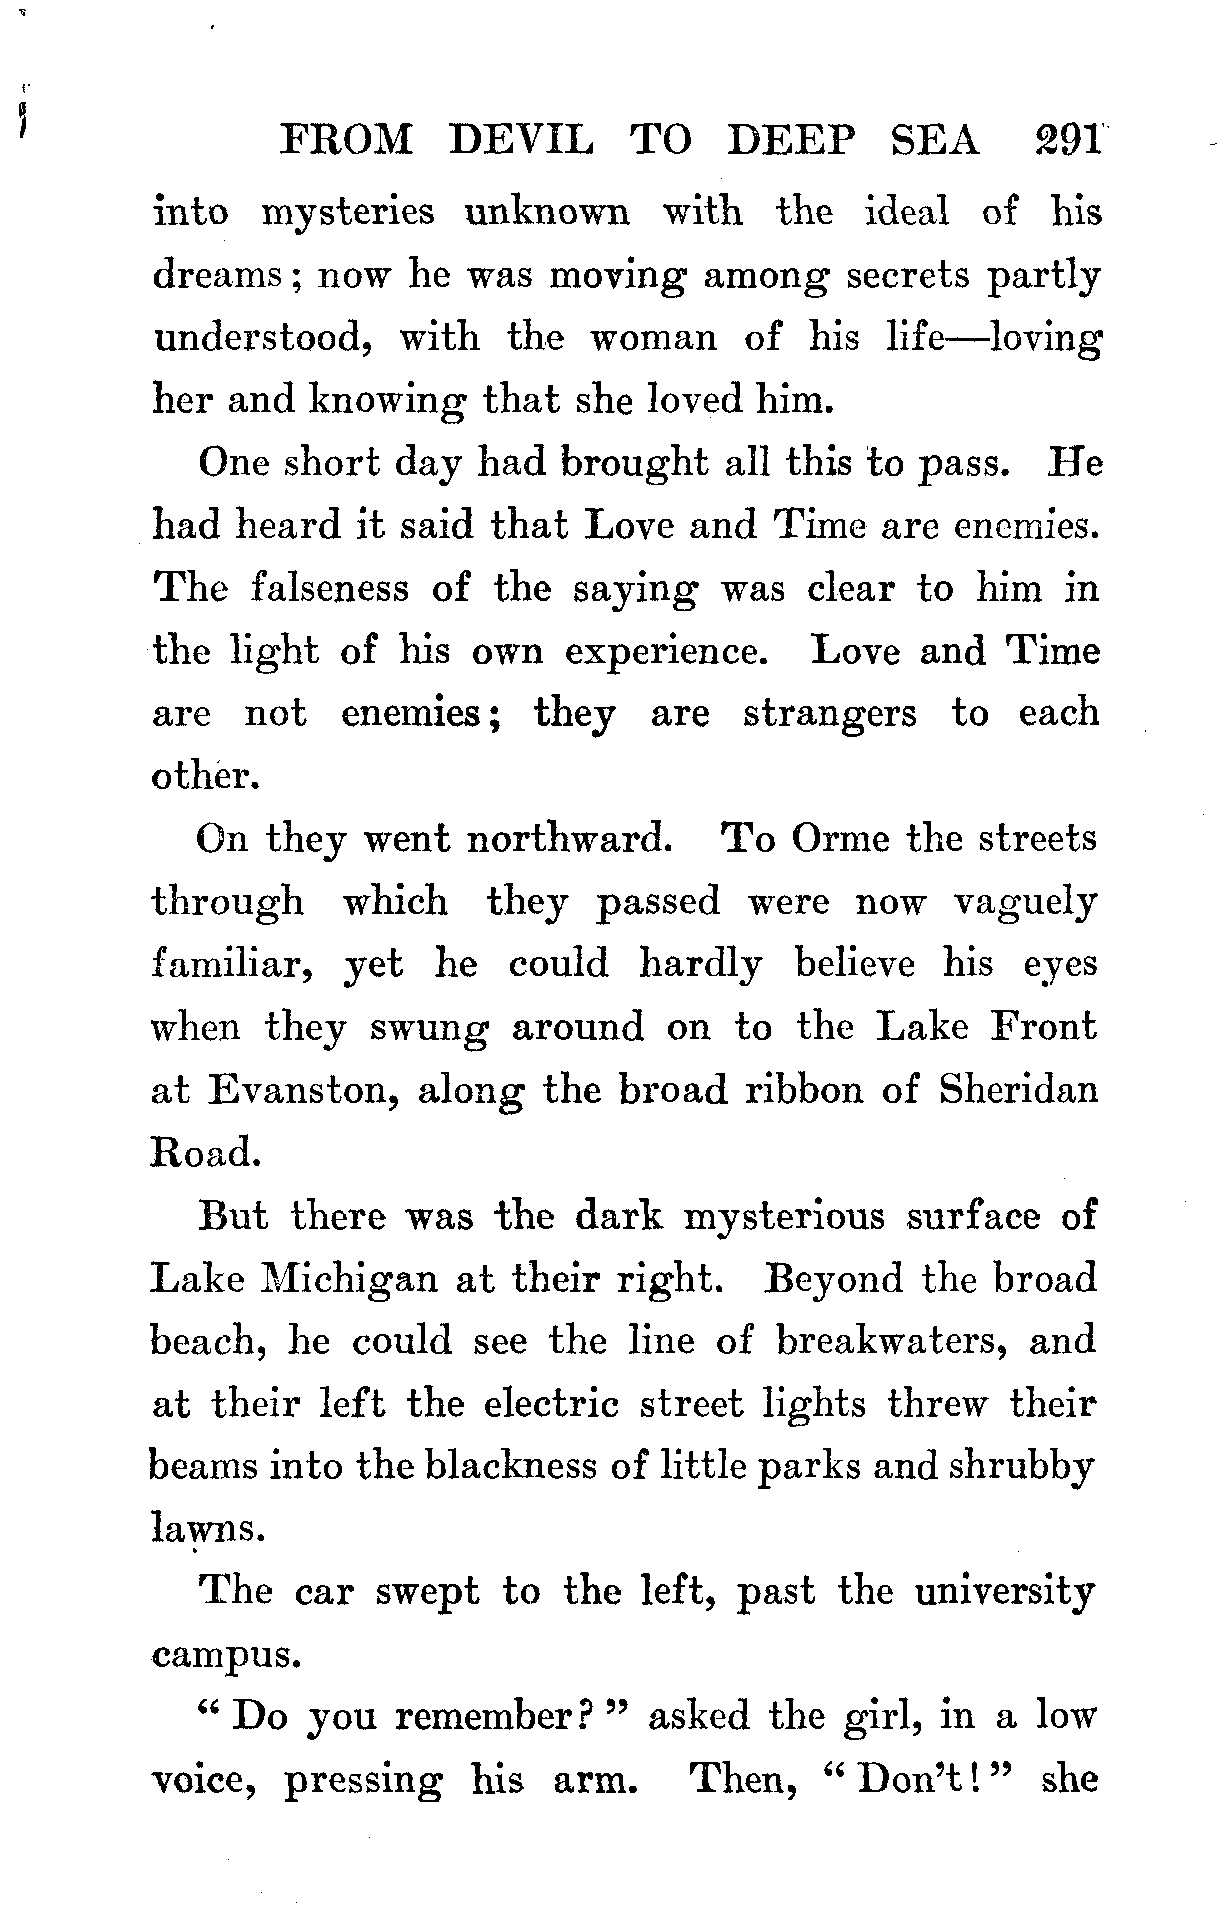 FROM DEVIL TO DEEP SEA 291
into mysteries unknown with the ideal of his
dreams; now he was moving among secrets partly
understood, with the woman of his life—loving
her and knowing that she loved him.
One short day had brought all this to pass. He
had heard it said that Love and Time are enemies.
The falseness of the saying was clear to him in
the light of his own experience. Love and Time
are not enemies; they are strangers to each
other.
On they went northward. To Orme the streets
through which they passed were now vaguely
familiar, yet he could hardly believe his eyes
when they swung around on to the Lake Front
at Evanston, along the broad ribbon of Sheridan
Road.
But there was the dark mysterious surface of
Lake Michigan at their right. Beyond the broad
beach, he could see the line of breakwaters, and
at their left the electric street lights threw their
beams into the blackness of little parks and shrubby
lawns.
The car swept to the left, past the university
campus.
“ Do you remember? ” asked the girl, in a low
voice, pressing his arm. Then, “ Don’t! ” she